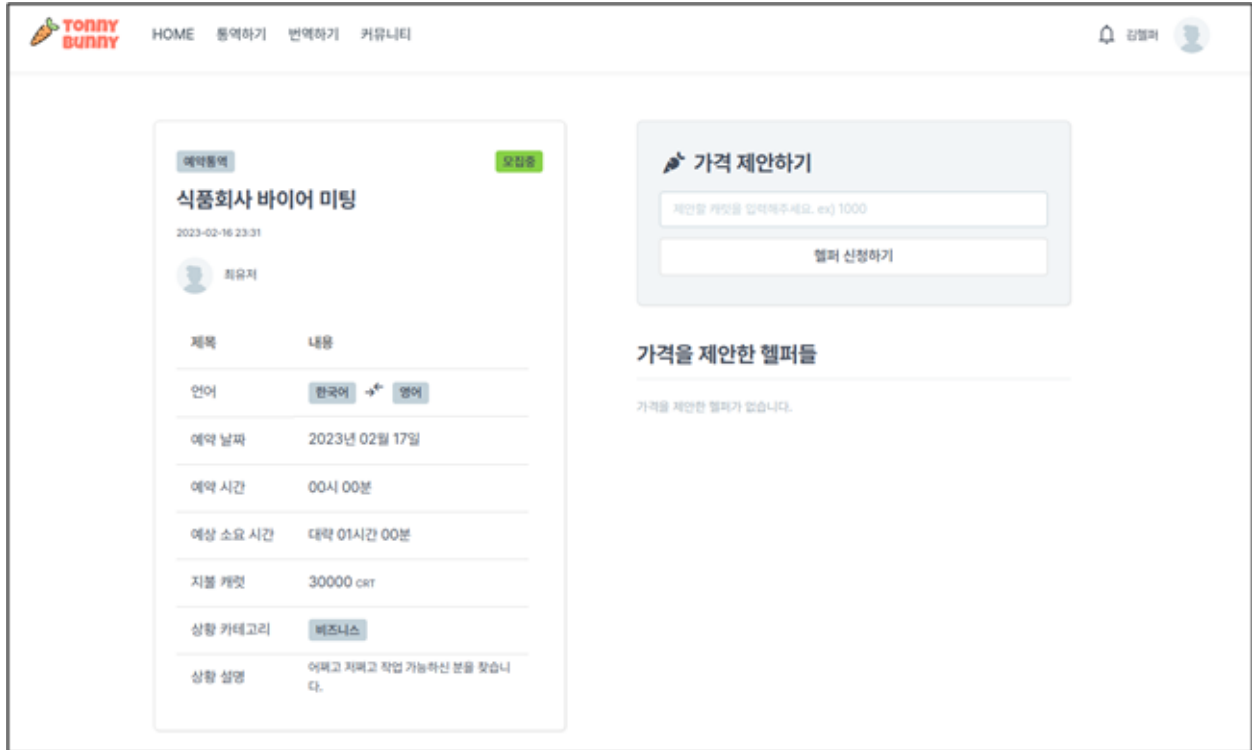 TONNY
BUNNY
HOME 통역하기 번역하기 커뮤니티
김헬퍼
예약통역
모집중
식품회사 바이어 미팅
2023-02-16 23:31
최유저
제목 내용
언어 한국어 영어
예약 날짜 2023년 02월 17일
예약 시간 00시 00분
예상 소요 시간 대략 01시간 00분
지불 캐럿 30000 CRT
상황 카테고리 비즈니스
상황 설명 어쩌고 저쩌고 작업 가능하신 분을 찾습니
다.
가격 제안하기
제안할 캐럿을 입력해주세요. ex) 1000
헬퍼 신청하기
가격을 제안한 헬퍼들
가격을 제안한 헬퍼가 없습니다.